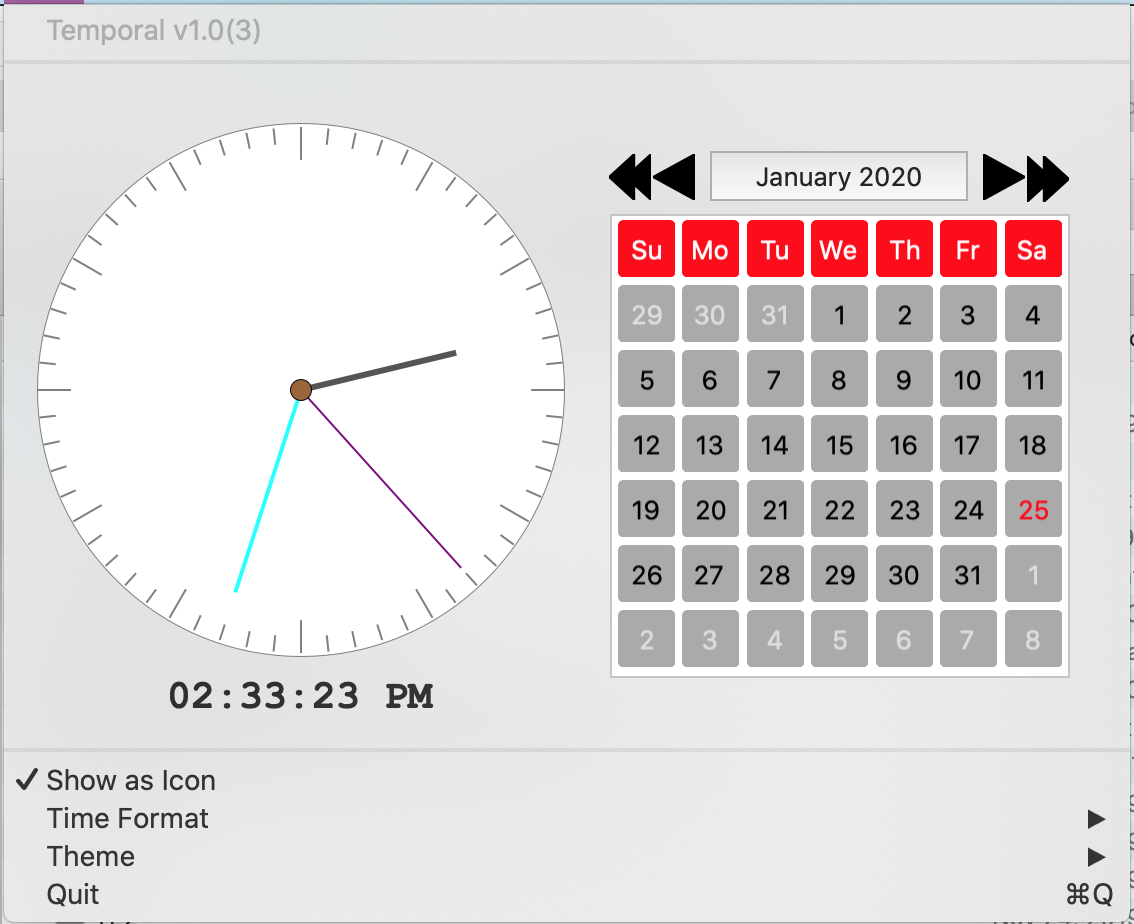 Temporal v1.0(3)
January 2020
Su Mo Tu We Th Fr Sa
29 30 31 1 2 3 4
5 6 7 8 9 10 11
12 13 14 15 16 17 18
19 20 21 22 23 24 25
26 27 28 29 30 31 1
2 3 4 5 6 7 8
02:33:23 PM
✓ Show as Icon
Time Format ▶
Theme ▶
Quit ⌘Q